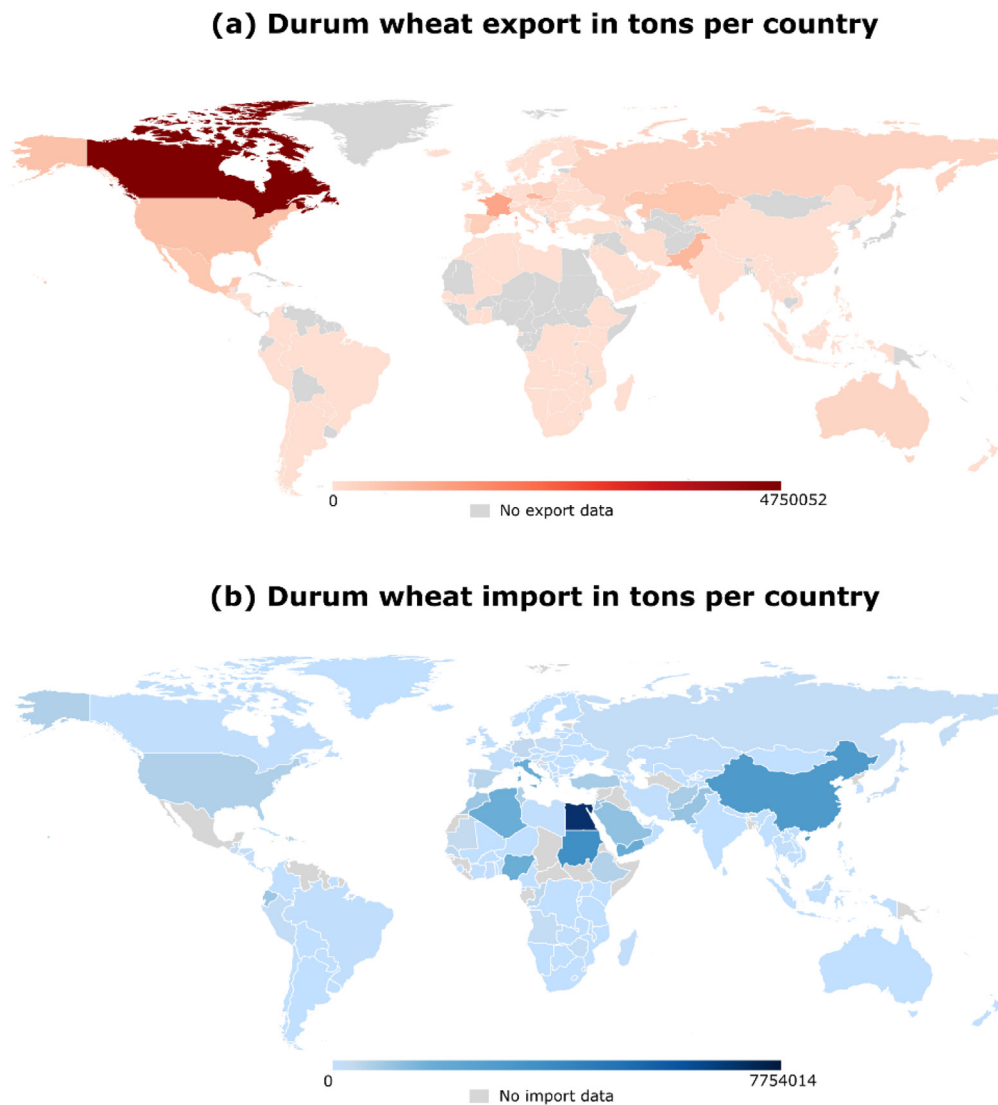 (a) Durum wheat export in tons per country
0
4750052
No export data
(b) Durum wheat import in tons per country
0
7754014
No import data